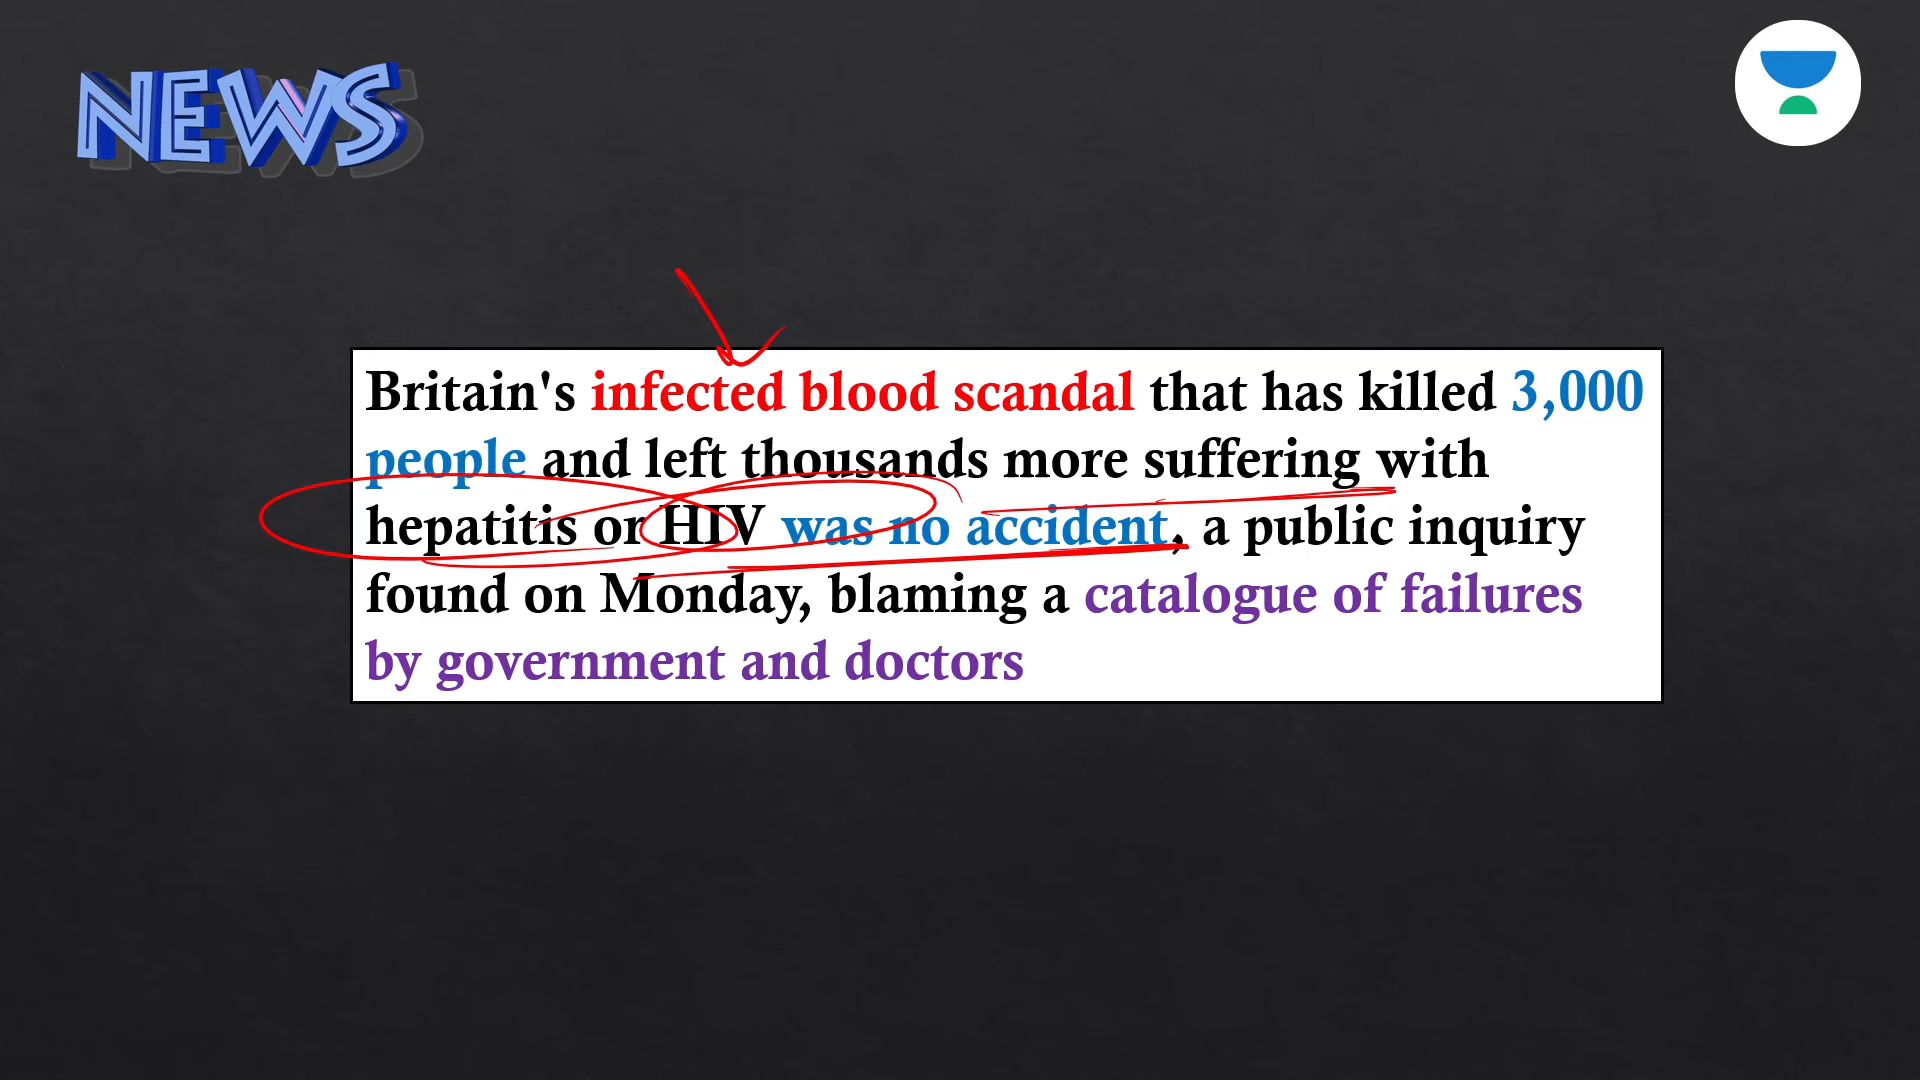 NEWS
Britain's infected blood scandal that has killed 3,000
people and left thousands more suffering with
hepatitis or HIV was no accident, a public inquiry
found on Monday, blaming a catalogue of failures
by government and doctors